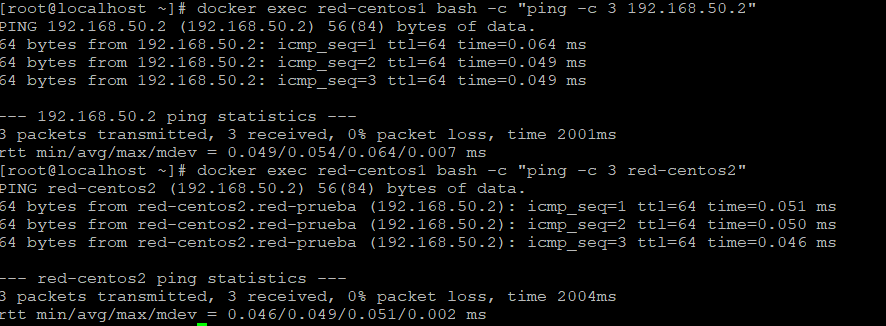 [root@localhost ~]# docker exec red-centos1 bash -c "ping -c 3 192.168.50.2"
PING 192.168.50.2 (192.168.50.2) 56(84) bytes of data.
64 bytes from 192.168.50.2: icmp_seq=1 ttl=64 time=0.064 ms
64 bytes from 192.168.50.2: icmp_seq=2 ttl=64 time=0.049 ms
64 bytes from 192.168.50.2: icmp_seq=3 ttl=64 time=0.049 ms
--- 192.168.50.2 ping statistics ---
3 packets transmitted, 3 received, 0% packet loss, time 2001ms
rtt min/avg/max/mdev = 0.049/0.054/0.064/0.007 ms
[root@localhost ~]# docker exec red-centos1 bash -c "ping -c 3 red-centos2"
PING red-centos2 (192.168.50.2) 56(84) bytes of data.
64 bytes from red-centos2.red-prueba (192.168.50.2): icmp_seq=1 ttl=64 time=0.051 ms
64 bytes from red-centos2.red-prueba (192.168.50.2): icmp_seq=2 ttl=64 time=0.050 ms
64 bytes from red-centos2.red-prueba (192.168.50.2): icmp_seq=3 ttl=64 time=0.046 ms
--- red-centos2 ping statistics ---
3 packets transmitted, 3 received, 0% packet loss, time 2004ms
rtt min/avg/max/mdev = 0.046/0.049/0.051/0.002 ms